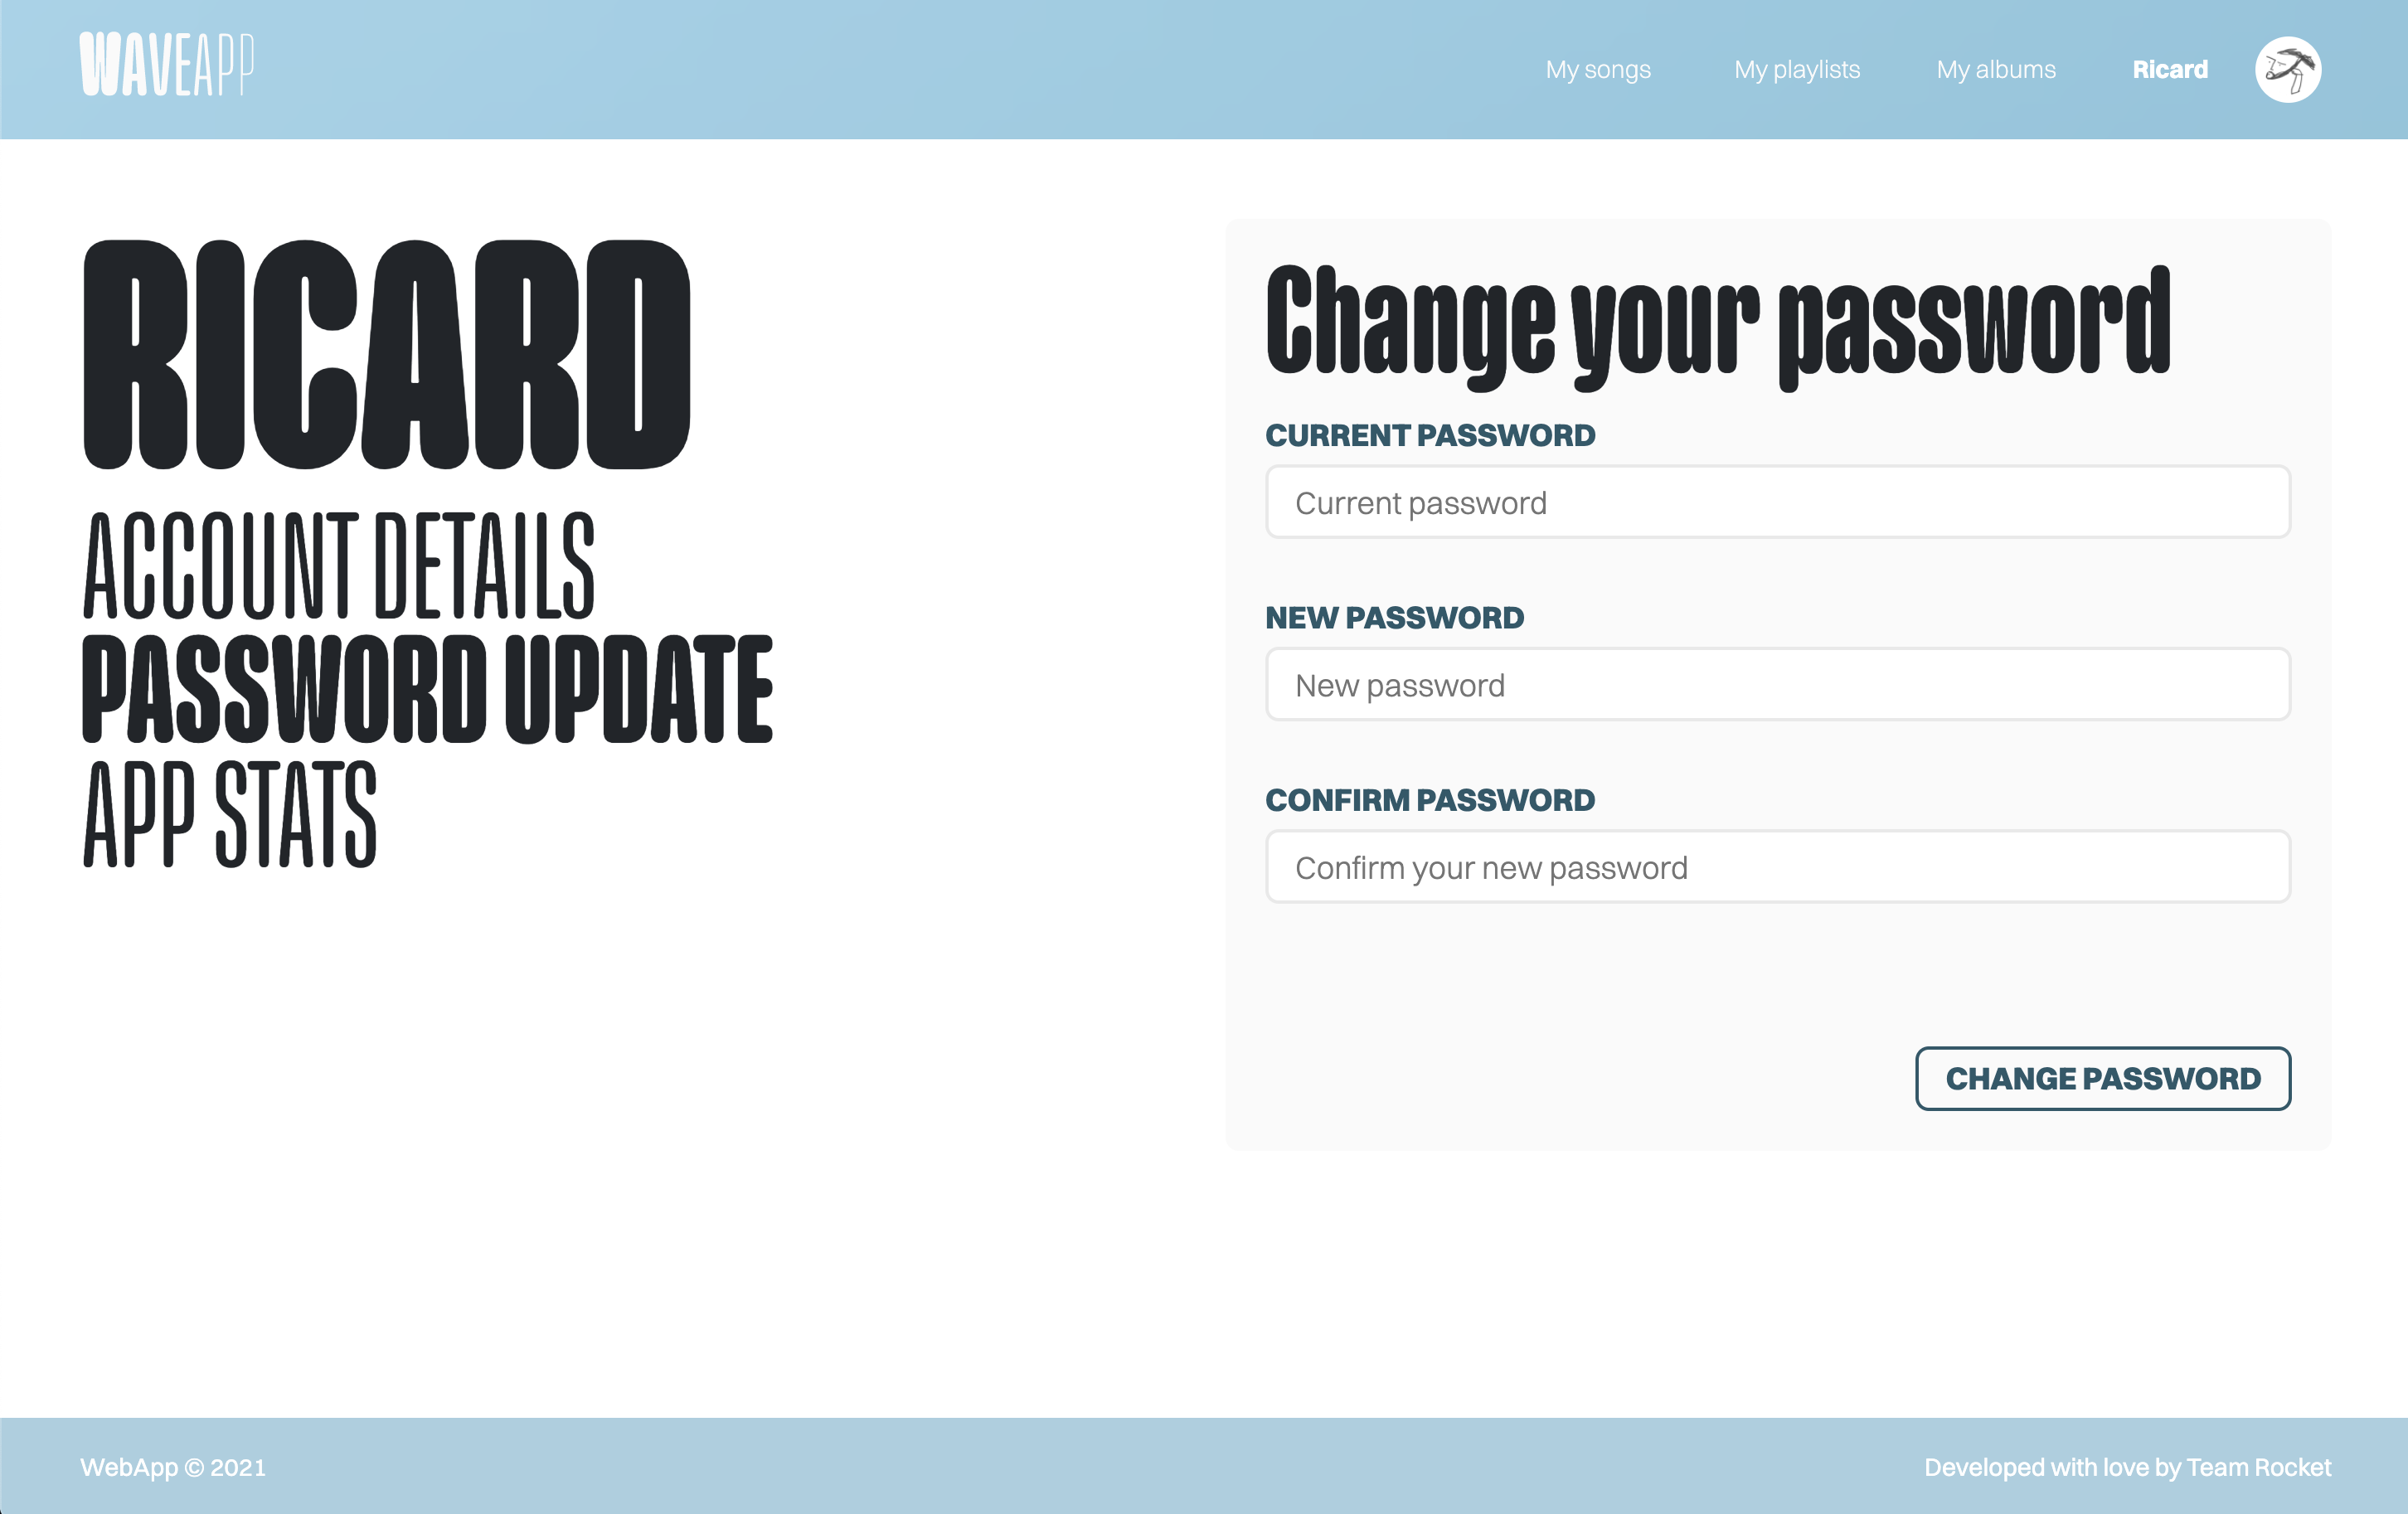 WAVEAPP
My songs My playlists My albums Ricard
RICARD
ACCOUNT DETAILS
PASSWORD UPDATE
APP STATS
Change your password
CURRENT PASSWORD
Current password
NEW PASSWORD
New password
CONFIRM PASSWORD
Confirm your new password
CHANGE PASSWORD
WebApp © 2021
Developed with love by Team Rocket